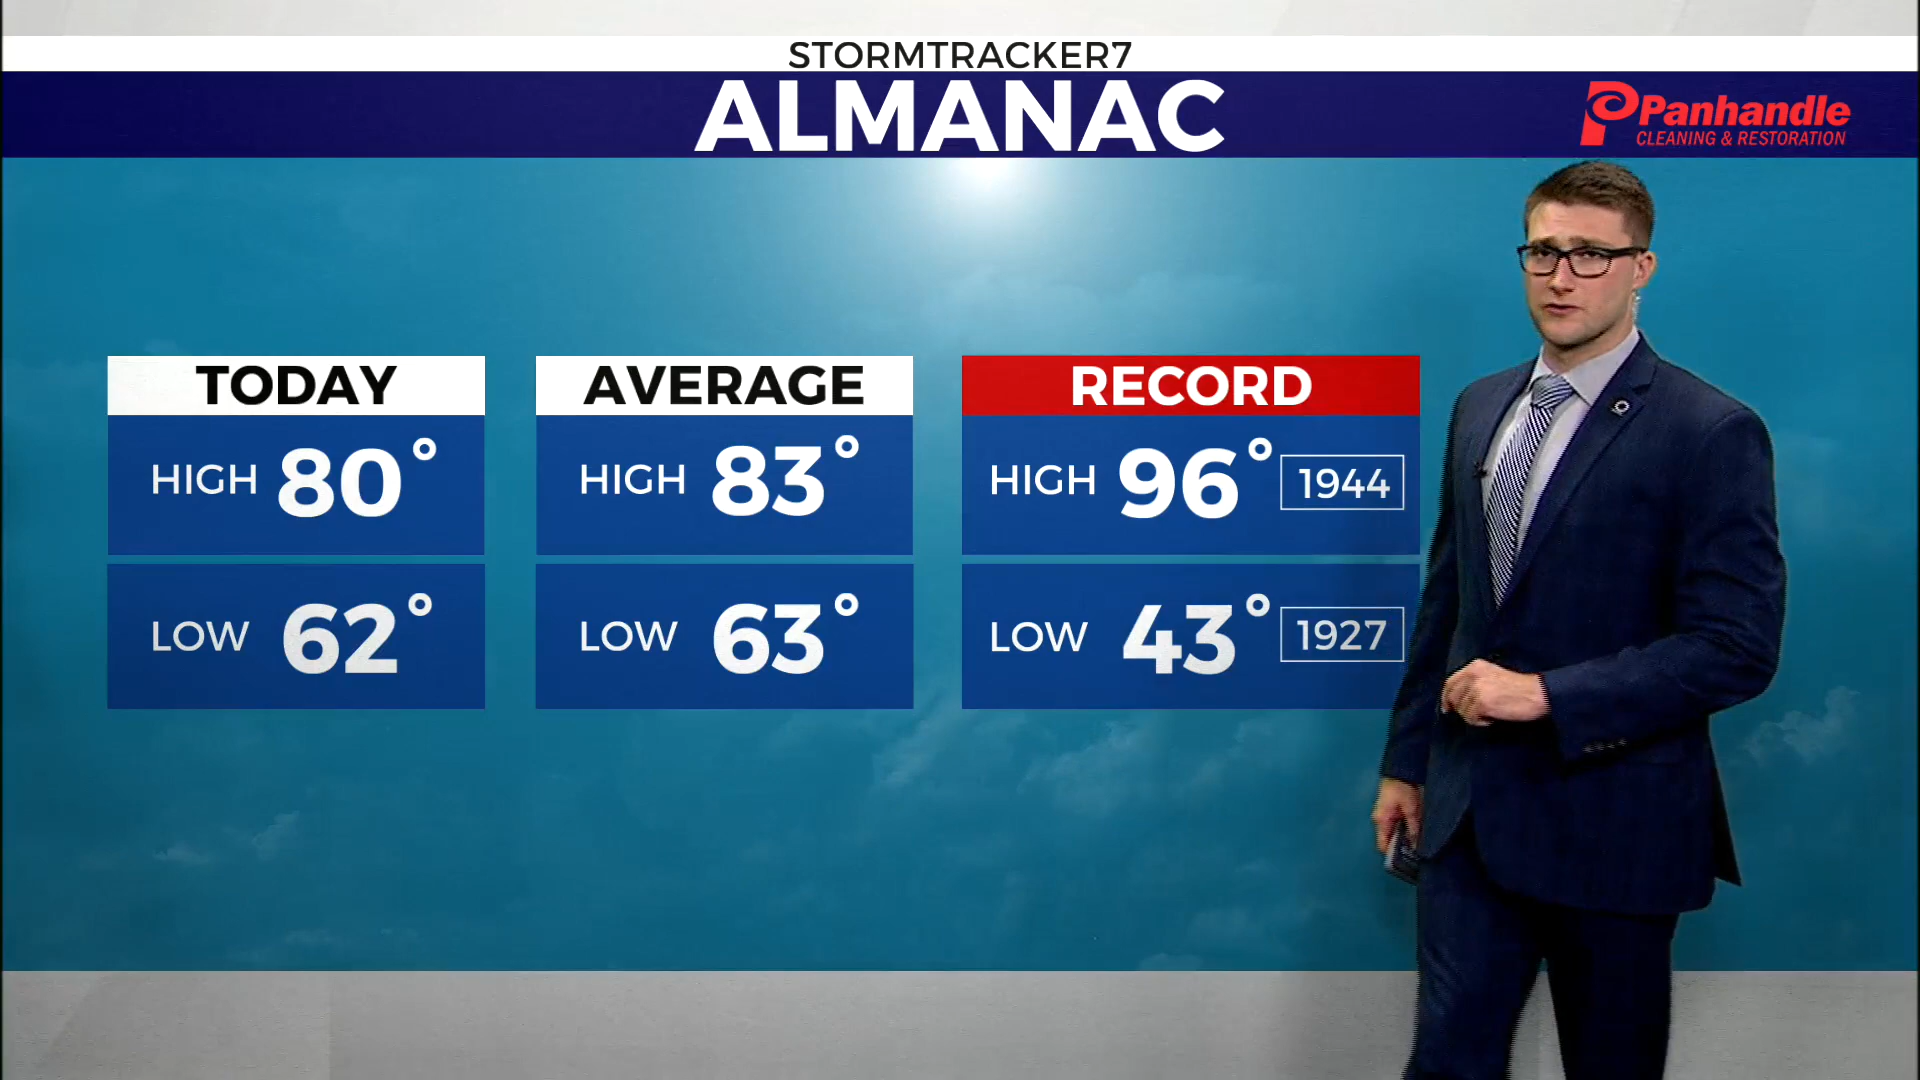 STORMTRACKER7
ALMANAC
Panhandle
CLEANING & RESTORATION
TODAY
HIGH 80°
LOW 62°
AVERAGE
HIGH 83°
LOW 63°
RECORD
HIGH 96° 1944
LOW 43° 1927